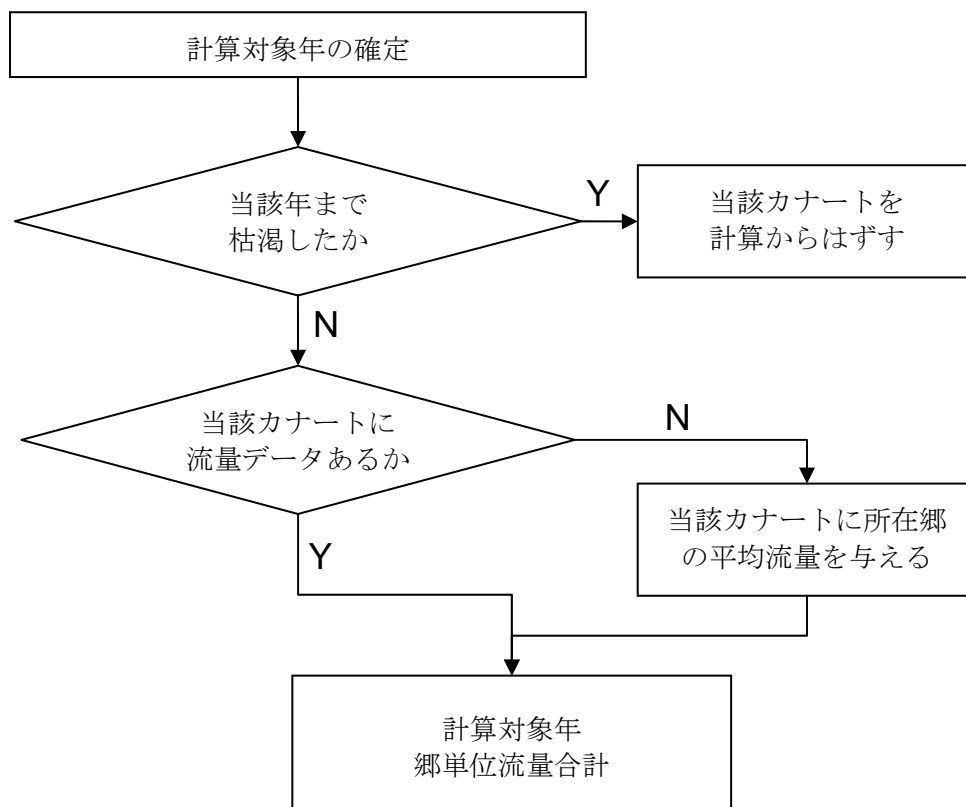 計算対象年の確定
当該年まで
枯渇したか
Y
当該カナートを
計算からはずす
N
当該カナートに
流量データあるか
N
当該カナートに所在郷
の平均流量を与える
Y
計算対象年
郷単位流量合計